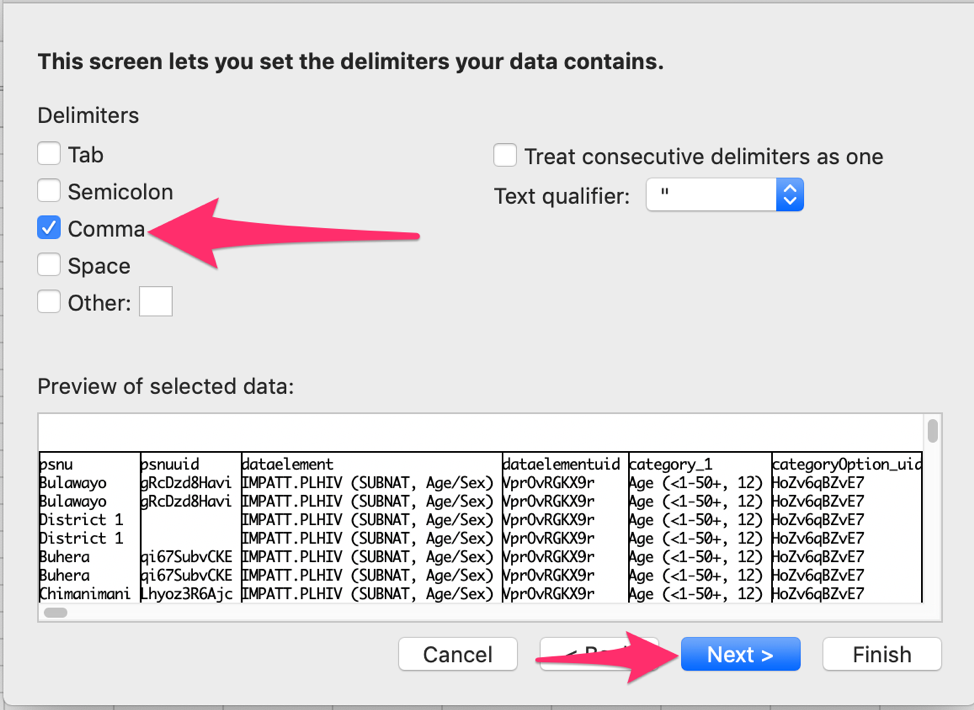 This screen lets you set the delimiters your data contains.
Delimiters
Tab
Semicolon
Comma
Space
Other:
Treat consecutive delimiters as one
Text qualifier: "
Preview of selected data:
psnu psnuuid dataelement dataelementuid category_1 categoryOption_uid
Bulawayo gRcDzd8Havi IMPATT.PLHIV (SUBNAT, Age/Sex) VprOvRGKX9r Age (<1-50+, 12) HoZv6qBZvE7
Bulawayo gRcDzd8Havi IMPATT.PLHIV (SUBNAT, Age/Sex) VprOvRGKX9r Age (<1-50+, 12) HoZv6qBZvE7
District 1 IMPATT.PLHIV (SUBNAT, Age/Sex) VprOvRGKX9r Age (<1-50+, 12) HoZv6qBZvE7
District 1 IMPATT.PLHIV (SUBNAT, Age/Sex) VprOvRGKX9r Age (<1-50+, 12) HoZv6qBZvE7
Buhera qi67SubvCKE IMPATT.PLHIV (SUBNAT, Age/Sex) VprOvRGKX9r Age (<1-50+, 12) HoZv6qBZvE7
Buhera qi67SubvCKE IMPATT.PLHIV (SUBNAT, Age/Sex) VprOvRGKX9r Age (<1-50+, 12) HoZv6qBZvE7
Chimanimani Lhyoz3R6Ajc IMPATT.PLHIV (SUBNAT, Age/Sex) VprOvRGKX9r Age (<1-50+, 12) HoZv6qBZvE7
Cancel Next > Finish